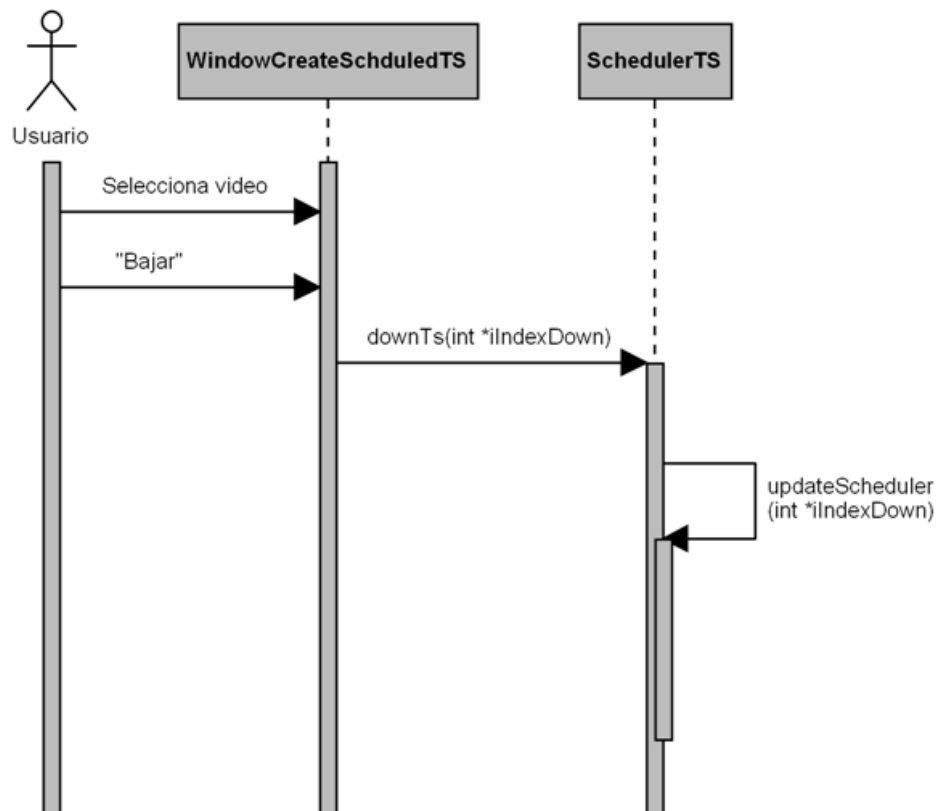 WindowCreateSchduledTS
SchedulerTS
Usuario
Selecciona video
"Bajar"
downTs(int *iIndexDown)
updateScheduler
(int *iIndexDown)